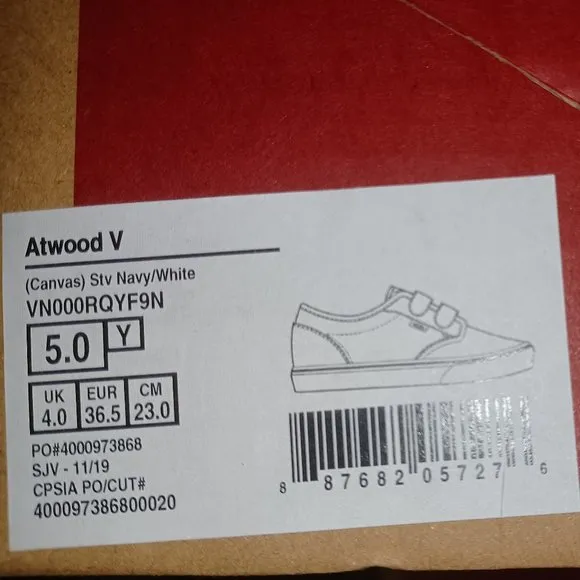 Atwood V
(Canvas) Stv Navy/White
VN000RQYF9N
5.0 Y
UK EUR CM
4.0 36.5 23.0
PO#4000973868
SJV - 11/19
CPSIA PO/CUT#
400097386800020
8 87682 05727 6